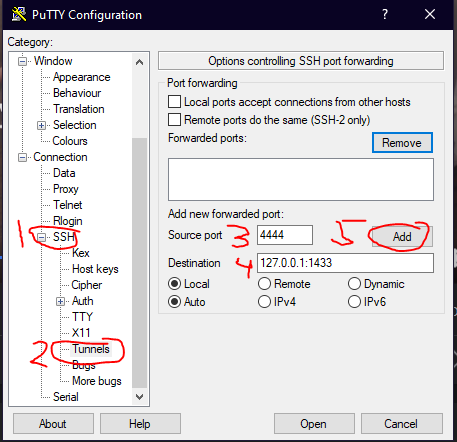 PuTTY Configuration
? ×
Category:
Window
Appearance
Behaviour
Translation
Selection
Colours
Connection
Data
Proxy
Telnet
Rlogin
1 SSH
Kex
Host keys
Cipher
Auth
TTY
X11
2 Tunnels
Bugs
More bugs
Serial
Options controlling SSH port forwarding
Port forwarding
Local ports accept connections from other hosts
Remote ports do the same (SSH-2 only)
Forwarded ports: Remove
Add new forwarded port:
Source port 3 4444 5 Add
Destination 4 127.0.0.1:1433
Local Remote Dynamic
Auto IPv4 IPv6
About Help Open Cancel